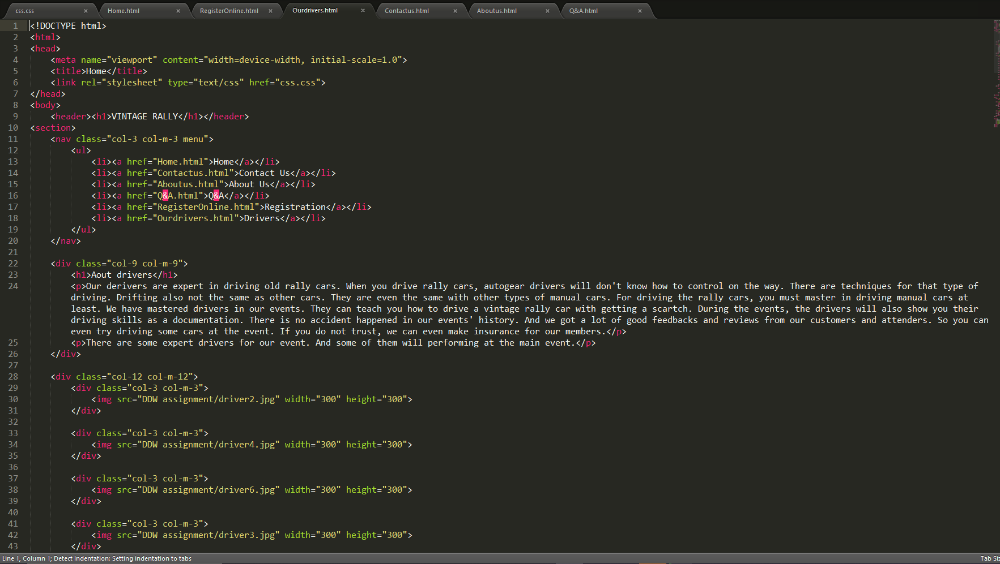 css.css × Home.html × RegisterOnline.html × Ourdrivers.html × Contactus.html × Aboutus.html × Q&A.html ×
1 <!DOCTYPE html>
2 <html>
3 <head>
4 <meta name="viewport" content="width=device-width, initial-scale=1.0">
5 <title>Home</title>
6 <link rel="stylesheet" type="text/css" href="css.css">
7 </head>
8 <body>
9 <header><h1>VINTAGE RALLY</h1></header>
10 <section>
11 <nav class="col-3 col-m-3 menu">
12 <ul>
13 <li><a href="Home.html">Home</a></li>
14 <li><a href="Contactus.html">Contact Us</a></li>
15 <li><a href="Aboutus.html">About Us</a></li>
16 <li><a href="Q&A.html">Q&A</a></li>
17 <li><a href="RegisterOnline.html">Registration</a></li>
18 <li><a href="Ourdrivers.html">Drivers</a></li>
19 </ul>
20 </nav>
21
22 <div class="col-9 col-m-9">
23 <h1>Aout drivers</h1>
24 <p>Our derivers are expert in driving old rally cars. When you drive rally cars, autogear drivers will don't know how to control on the way. There are techniques for that type of
driving. Drifting also not the same as other cars. They are even the same with other types of manual cars. For driving the rally cars, you must master in driving manual cars at
least. We have mastered drivers in our events. They can teach you how to drive a vintage rally car with getting a scartch. During the events, the drivers will also show you their
driving skills as a documentation. There is no accident happened in our events' history. And we got a lot of good feedbacks and reviews from our customers and attenders. So you can
even try driving some cars at the event. If you do not trust, we can even make insurance for our members.</p>
25 <p>There are some expert drivers for our event. And some of them will performing at the main event.</p>
26 </div>
27
28 <div class="col-12 col-m-12">
29 <div class="col-3 col-m-3">
30 <img src="DDW assignment/driver2.jpg" width="300" height="300">
31 </div>
32
33 <div class="col-3 col-m-3">
34 <img src="DDW assignment/driver4.jpg" width="300" height="300">
35 </div>
36
37 <div class="col-3 col-m-3">
38 <img src="DDW assignment/driver6.jpg" width="300" height="300">
39 </div>
40
41 <div class="col-3 col-m-3">
42 <img src="DDW assignment/driver3.jpg" width="300" height="300">
43 </div>
Line 1, Column 1; Detect Indentation: Setting indentation to tabs Tab Siz